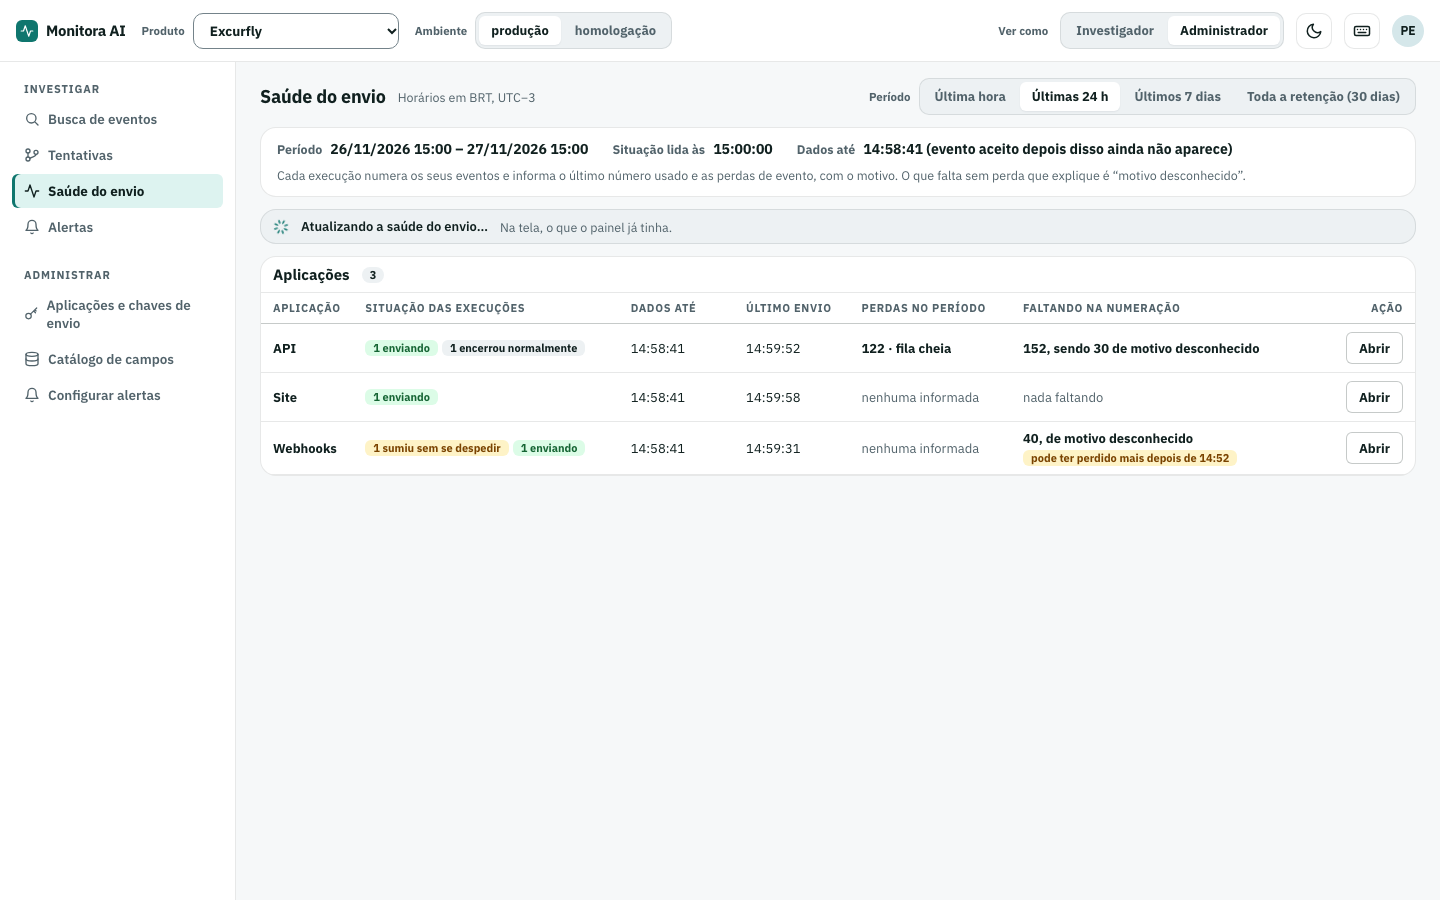 Monitora AI Produto Excurfly Ambiente produção homologação Ver como Investigador Administrador PE
INVESTIGAR
Busca de eventos
Tentativas
Saúde do envio
Alertas
ADMINISTRAR
Aplicações e chaves de
envio
Catálogo de campos
Configurar alertas
Saúde do envio Horários em BRT, UTC−3 Período Última hora Últimas 24 h Últimos 7 dias Toda a retenção (30 dias)
Período 26/11/2026 15:00 – 27/11/2026 15:00 Situação lida às 15:00:00 Dados até 14:58:41 (evento aceito depois disso ainda não aparece)
Cada execução numera os seus eventos e informa o último número usado e as perdas de evento, com o motivo. O que falta sem perda que explique é “motivo desconhecido”.
Atualizando a saúde do envio... Na tela, o que o painel já tinha.
Aplicações 3
APLICAÇÃO SITUAÇÃO DAS EXECUÇÕES DADOS ATÉ ÚLTIMO ENVIO PERDAS NO PERÍODO FALTANDO NA NUMERAÇÃO AÇÃO
API 1 enviando 1 encerrou normalmente 14:58:41 14:59:52 122 · fila cheia 152, sendo 30 de motivo desconhecido Abrir
Site 1 enviando 14:58:41 14:59:58 nenhuma informada nada faltando Abrir
Webhooks 1 sumiu sem se despedir 1 enviando 14:58:41 14:59:31 nenhuma informada 40, de motivo desconhecido Abrir
pode ter perdido mais depois de 14:52